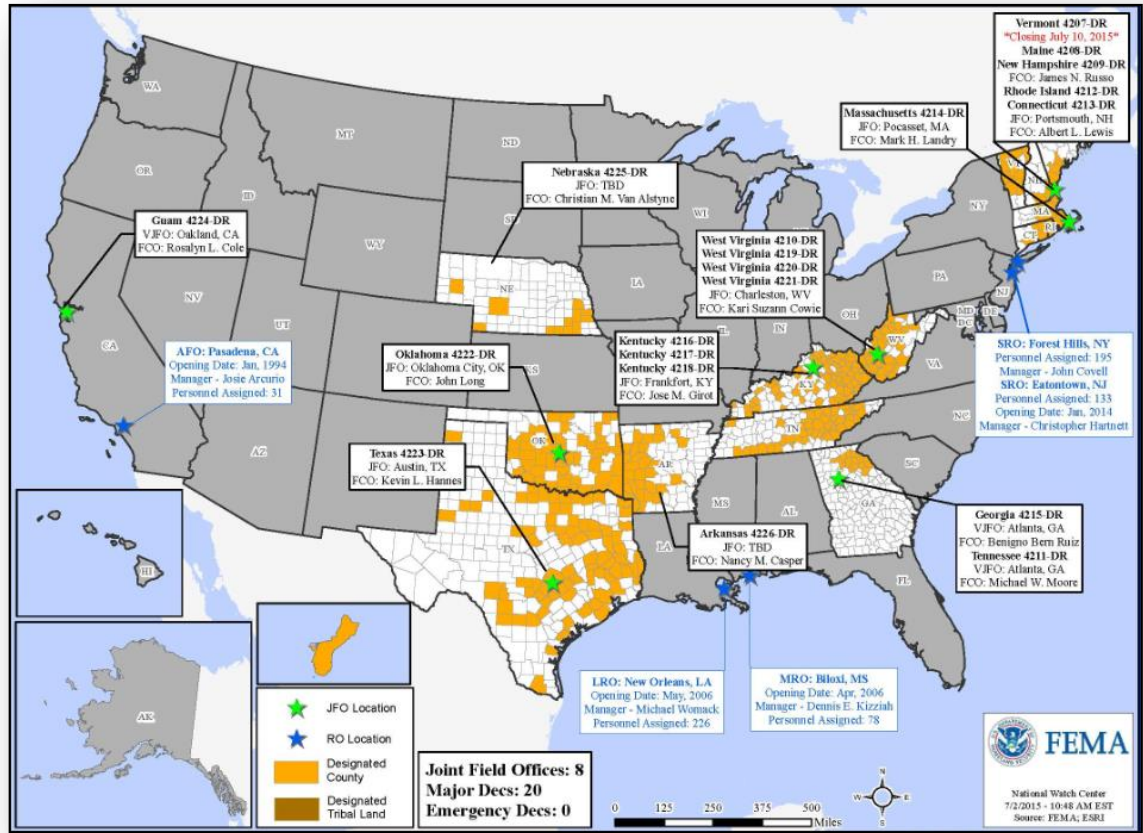 Vermont 4207-DR
*Closing July 10, 2015*
Maine 4208-DR
New Hampshire 4209-DR
FCO: James N. Russo
Rhode Island 4212-DR
Connecticut 4213-DR
JFO: Portsmouth, NH
FCO: Albert L. Lewis
Massachusetts 4214-DR
JFO: Pocasset, MA
FCO: Mark H. Landry
Nebraska 4225-DR
JFO: TBD
FCO: Christian M. Van Alstyne
Guam 4224-DR
VJFO: Oakland, CA
FCO: Rosalyn L. Cole
West Virginia 4210-DR
West Virginia 4219-DR
West Virginia 4220-DR
West Virginia 4221-DR
JFO: Charleston, WV
FCO: Kari Suzann Cowie
AFO: Pasadena, CA
Opening Date: Jan, 1994
Manager - Josie Arcurio
Personnel Assigned: 31
Oklahoma 4222-DR
JFO: Oklahoma City, OK
FCO: John Long
Kentucky 4216-DR
Kentucky 4217-DR
Kentucky 4218-DR
JFO: Frankfort, KY
FCO: Jose M. Girot
SRO: Forest Hills, NY
Personnel Assigned: 195
Manager - John Covell
SRO: Eatontown, NJ
Personnel Assigned: 133
Opening Date: Jan, 2014
Manager - Christopher Hartnett
Texas 4223-DR
JFO: Austin, TX
FCO: Kevin L. Hannes
Arkansas 4226-DR
JFO: TBD
FCO: Nancy M. Casper
Georgia 4215-DR
VJFO: Atlanta, GA
FCO: Benigno Bern Ruiz
Tennessee 4211-DR
VJFO: Atlanta, GA
FCO: Michael W. Moore
LRO: New Orleans, LA
Opening Date: May, 2006
Manager - Michael Womack
Personnel Assigned: 226
MRO: Biloxi, MS
Opening Date: Apr, 2006
Manager - Dennis E. Kizziah
Personnel Assigned: 78
WA
MT
ND
OR
ID
WY
WI
NY
VT
NH
MA
CT
RI
NE
IA
PA
NJ
NV
UT
CA
IN
OH
MD
DE
DC
WV
VA
KS
KY
NC
TN
AZ
OK
AR
SC
MS
AL
GA
TX
LA
FL
HI
AK
JFO Location
RO Location
Designated
County
Designated
Tribal Land
Joint Field Offices: 8
Major Decs: 20
Emergency Decs: 0
N
W
E
S
0 125 250 500 750 1,000
Miles
FEMA
National Watch Center
7/2/2015 - 10:48 AM EST
Source: FEMA; ESRI